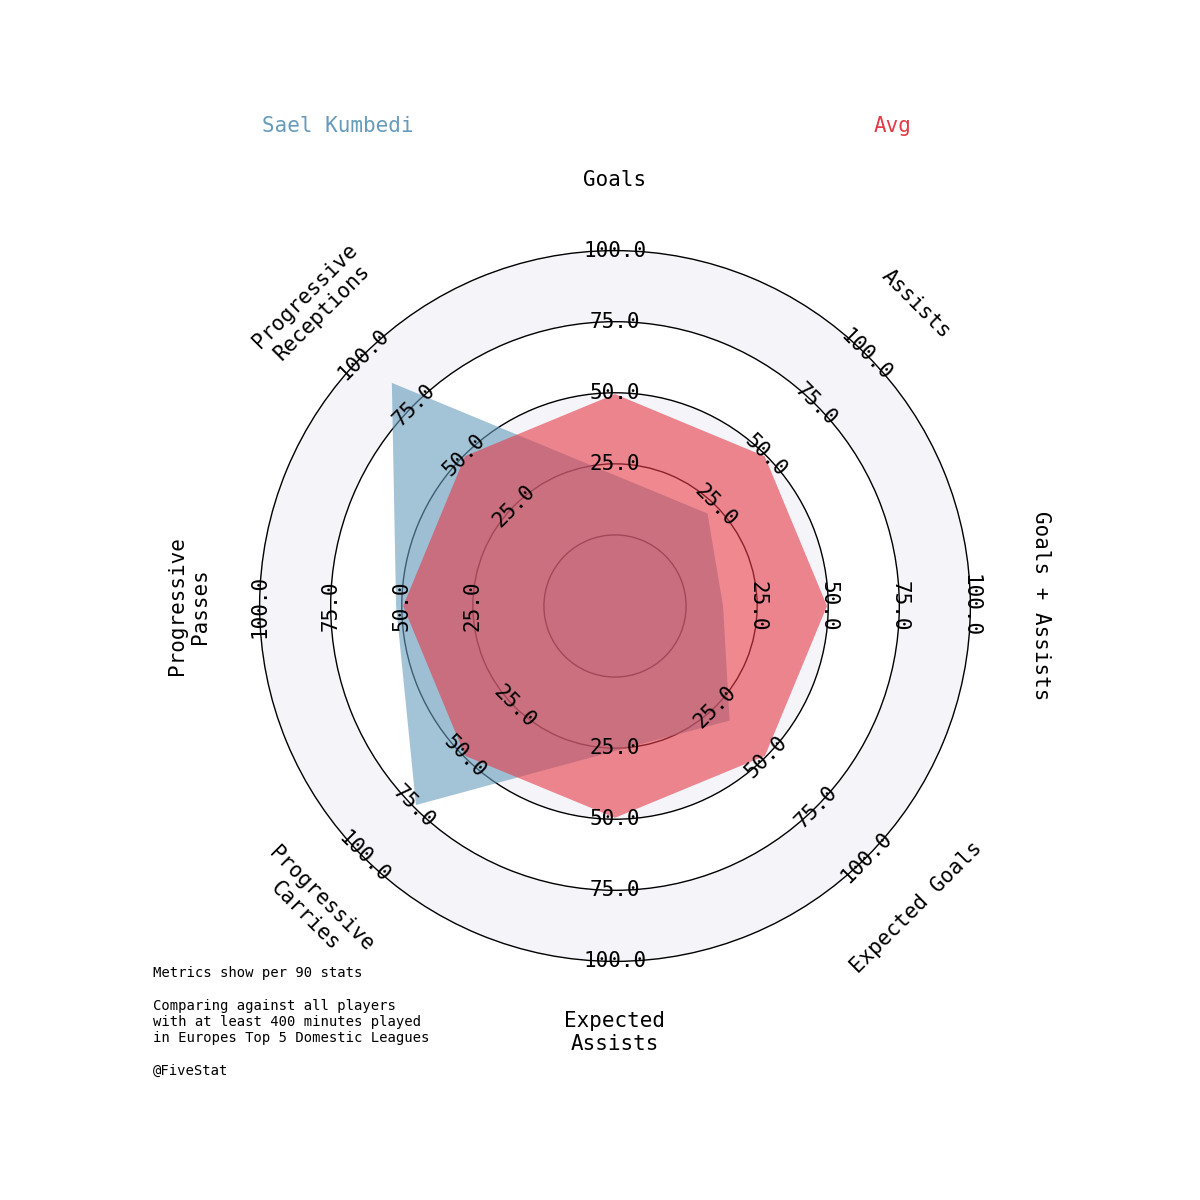 Sael Kumbedi
Avg
Goals
Progressive
Receptions
Assists
100.0
75.0
50.0
25.0
100.0
75.0
50.0
25.0
100.0
75.0
50.0
25.0
Progressive
Passes
100.0
75.0
50.0
25.0
25.0
50.0
75.0
100.0
Goals + Assists
25.0
50.0
75.0
100.0
25.0
50.0
75.0
100.0
25.0
50.0
75.0
100.0
Progressive
Carries
Expected Goals
Expected
Assists
Metrics show per 90 stats
Comparing against all players
with at least 400 minutes played
in Europes Top 5 Domestic Leagues
@FiveStat